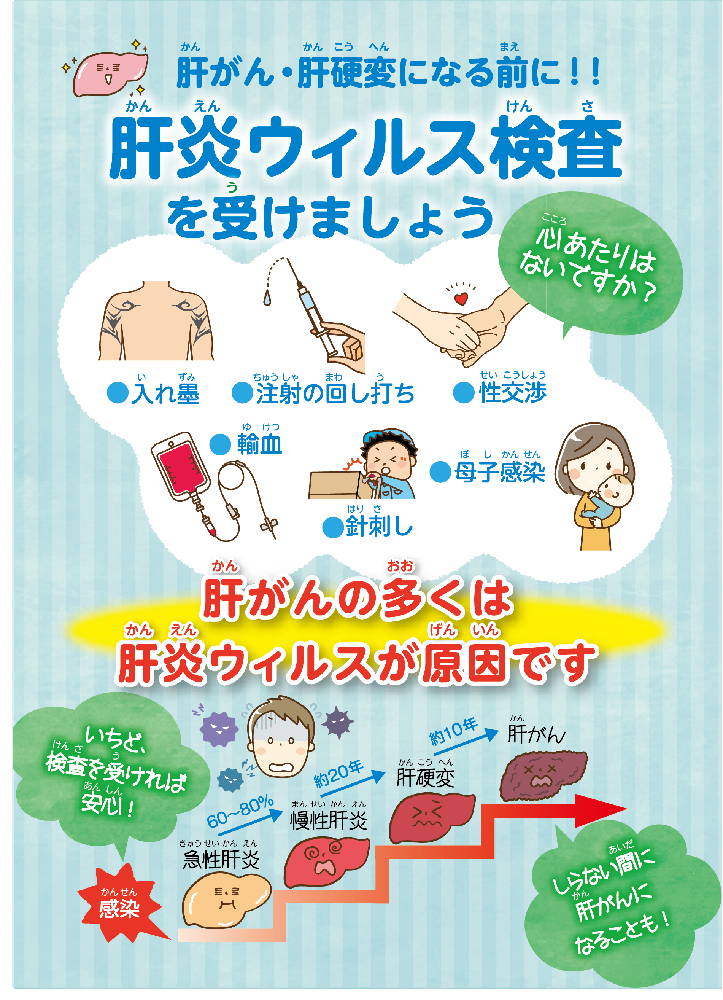 かん かん こう へん まえ
肝がん・肝硬変になる前に！！
かん えん けん さ
肝炎ウィルス検査
う
を受けましょう
こころ
心あたりは
ないですか？
い ずみ ちゅう しゃ まわ う せい こうしょう
●入れ墨 ●注射の回し打ち ●性交渉
ゆ けつ
●輸血
ぼ し かん せん
●母子感染
はり さ
●針刺し
かん おお
肝がんの多くは
かん えん げん いん
肝炎ウィルスが原因です
いちど、
けん さ う
検査を受ければ
あん しん
安心！
かん せん
感染
きゅう せい かん えん
急性肝炎
60〜80%
まん せい かん えん
慢性肝炎
約20年
かん こう へん
肝硬変
約10年
かん
肝がん
あいだ
しらない間に
かん
肝がんに
なることも！